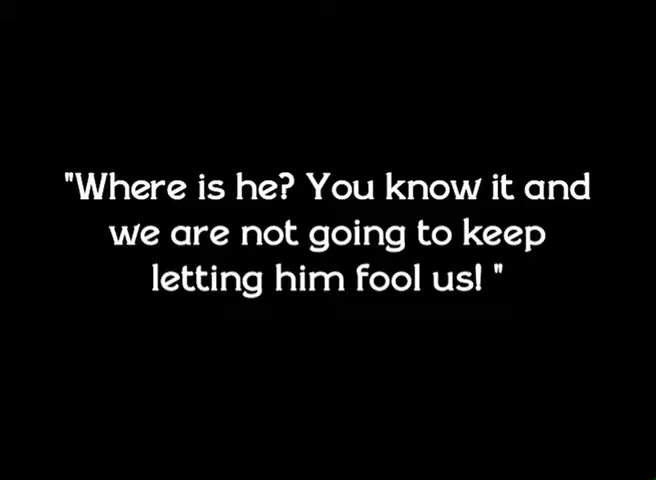 "Where is he? You know it and
we are not going to keep
letting him fool us! "